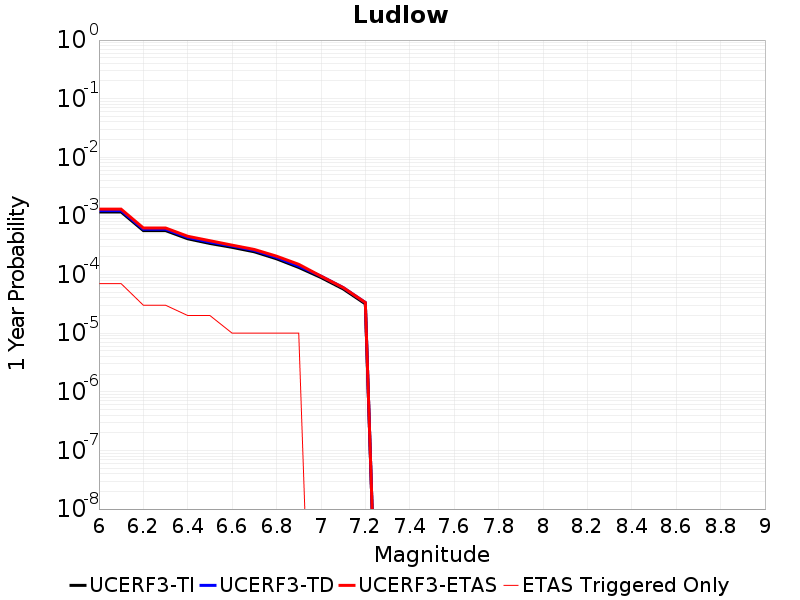 Ludlow
1 Year Probability
10^0
10^-1
10^-2
10^-3
10^-4
10^-5
10^-6
10^-7
10^-8
6 6.2 6.4 6.6 6.8 7 7.2 7.4 7.6 7.8 8 8.2 8.4 8.6 8.8 9
Magnitude
UCERF3-TI UCERF3-TD UCERF3-ETAS ETAS Triggered Only